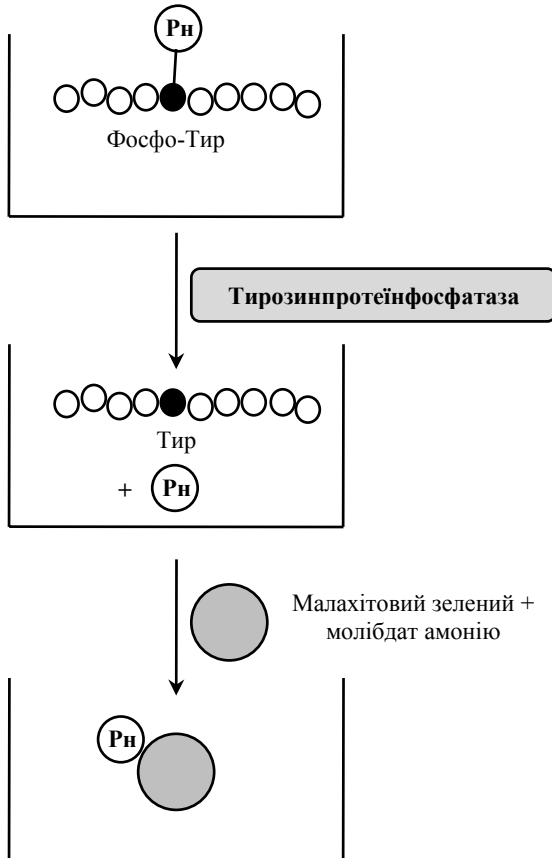 Рн
Фосфо-Тир
Тирозинпротеїнфосфатаза
Тир
+ Рн
Малахітовий зелений +
молібдат амонію
Рн